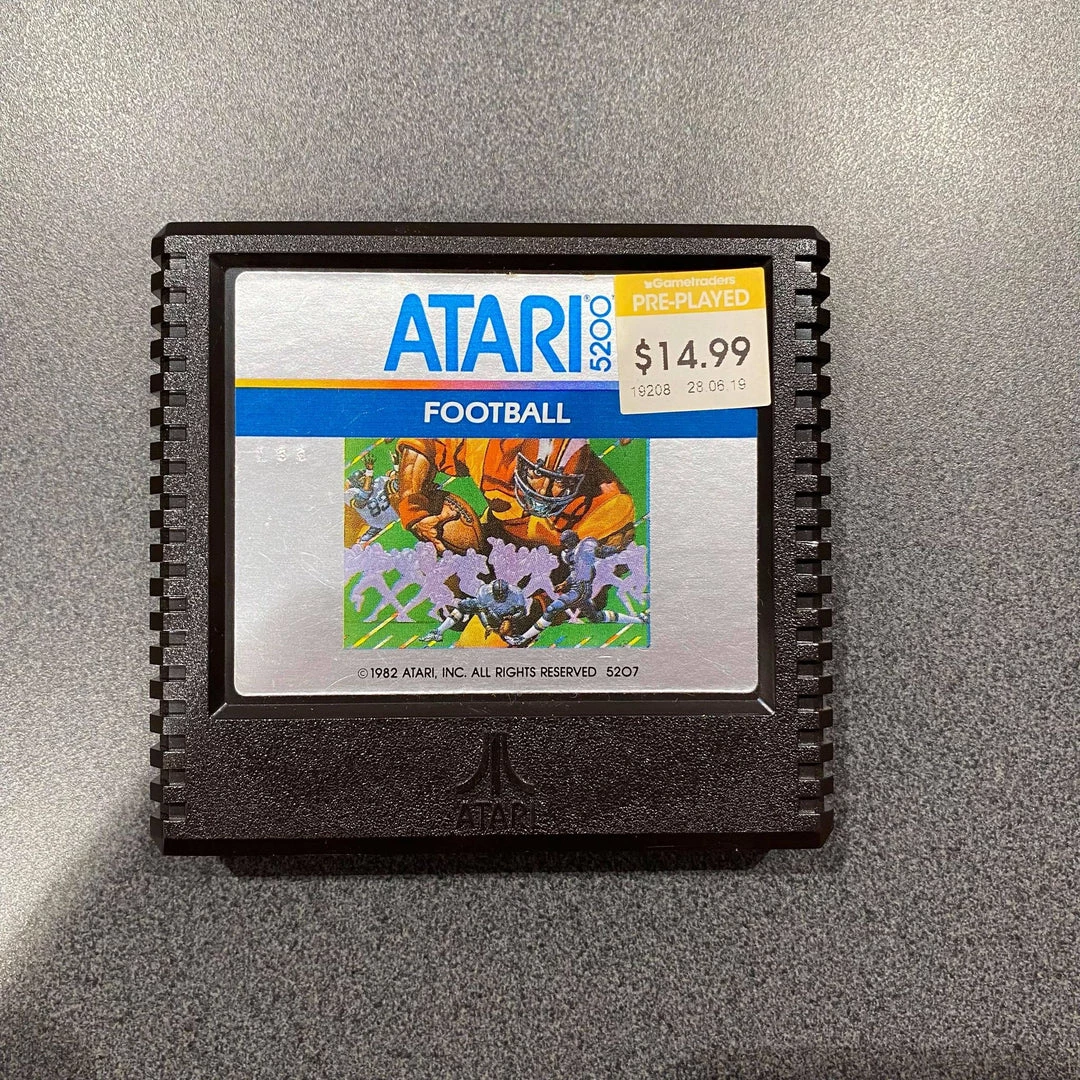 ATARI®
5200
Gametraders
PRE-PLAYED
$14.99
19208 28.06.19
FOOTBALL
83
©1982 ATARI, INC. ALL RIGHTS RESERVED 5207
ATARI